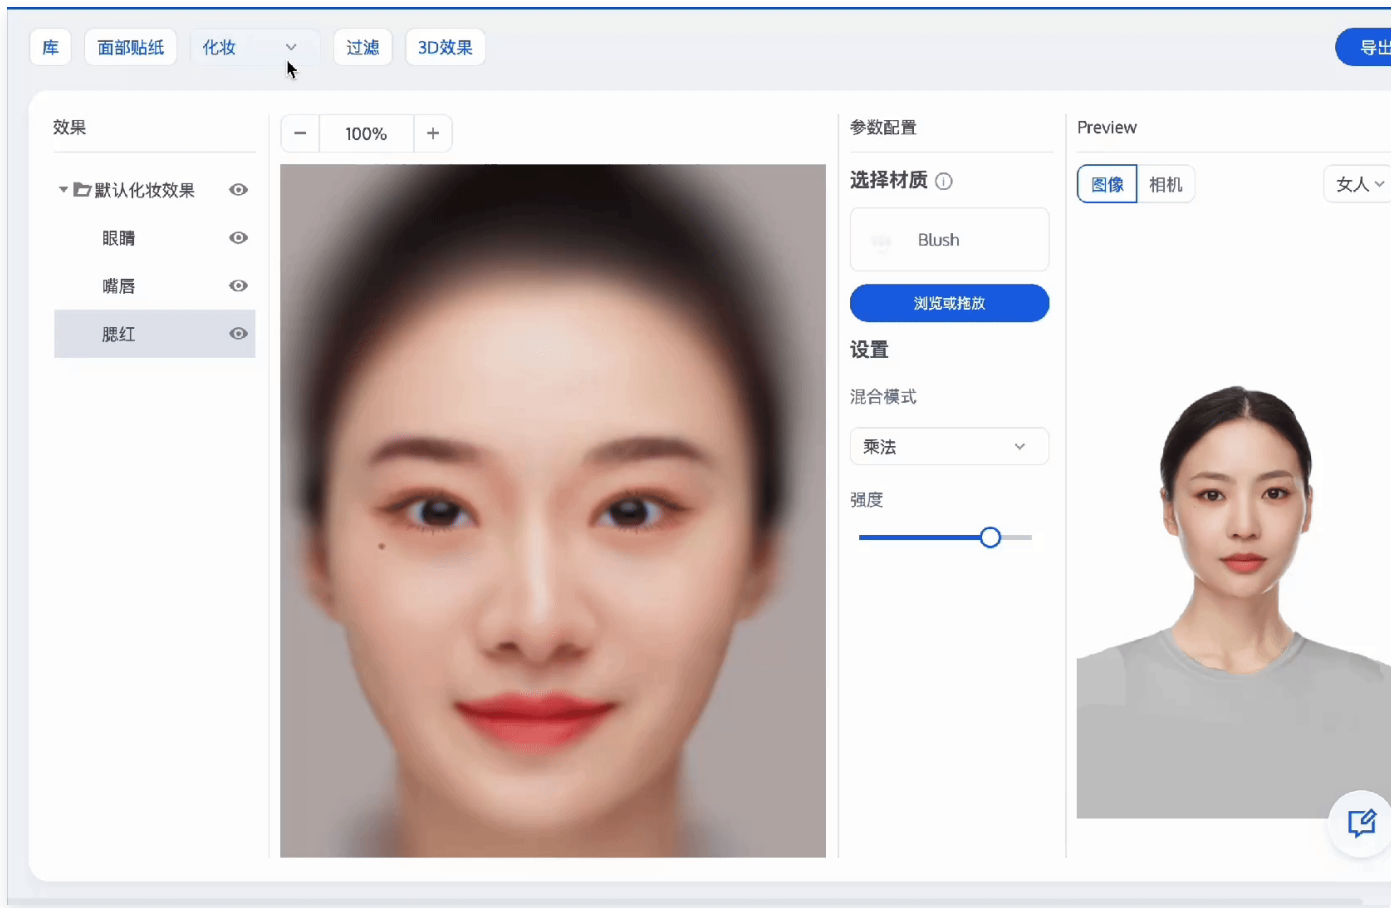 库
面部贴纸
化妆
过滤
3D效果
导出
效果
默认化妆效果
眼睛
嘴唇
腮红
100%
参数配置
选择材质
Blush
浏览或拖放
设置
混合模式
乘法
强度
Preview
图像
相机
女人